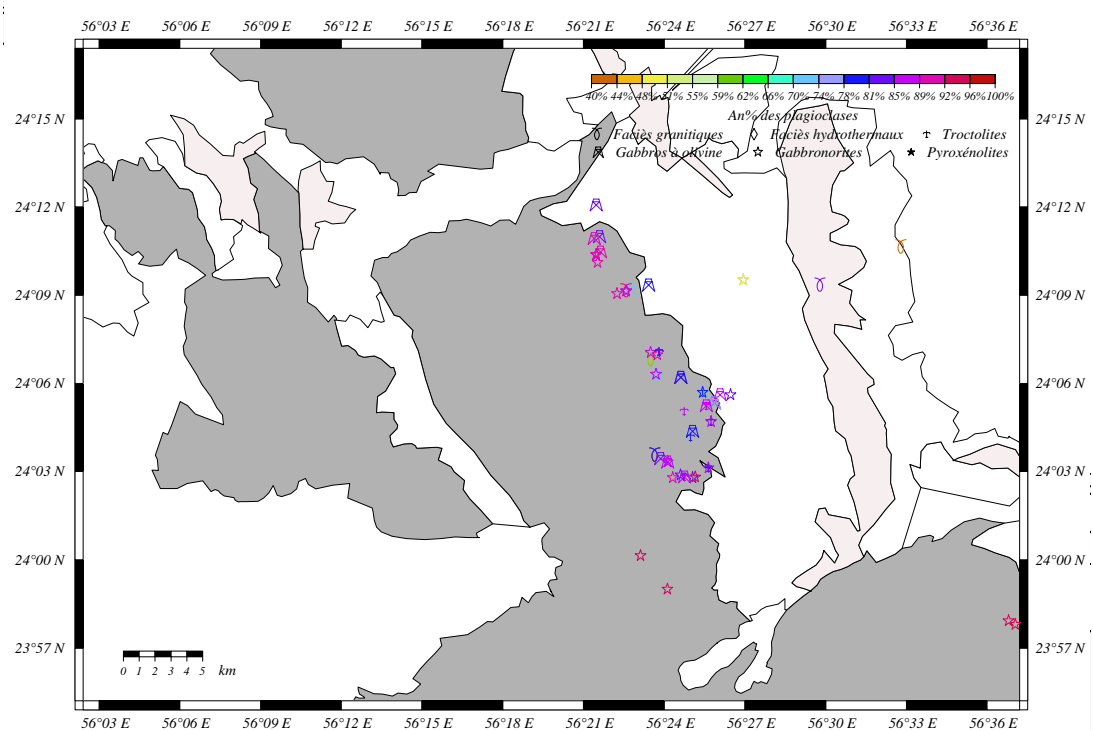 56°03 E 56°06 E 56°09 E 56°12 E 56°15 E 56°18 E 56°21 E 56°24 E 56°27 E 56°30 E 56°33 E 56°36 E
40% 44% 48% 51% 55% 59% 62% 66% 70% 74% 78% 81% 85% 89% 92% 96% 100%
An% des plagioclases
24°15 N 24°15 N
Faciès granitiques Faciès hydrothermaux Troctolites
Gabbros à olivine Gabbronorites Pyroxénolites
24°12 N 24°12 N
24°09 N 24°09 N
24°06 N 24°06 N
24°03 N 24°03 N
24°00 N 24°00 N
23°57 N 23°57 N
0 1 2 3 4 5 km
56°03 E 56°06 E 56°09 E 56°12 E 56°15 E 56°18 E 56°21 E 56°24 E 56°27 E 56°30 E 56°33 E 56°36 E